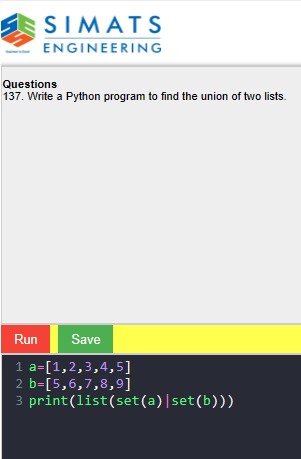 SIMATS
ENGINEERING
Questions
137. Write a Python program to find the union of two lists.
Run Save
1 a=[1,2,3,4,5]
2 b=[5,6,7,8,9]
3 print(list(set(a)|set(b)))